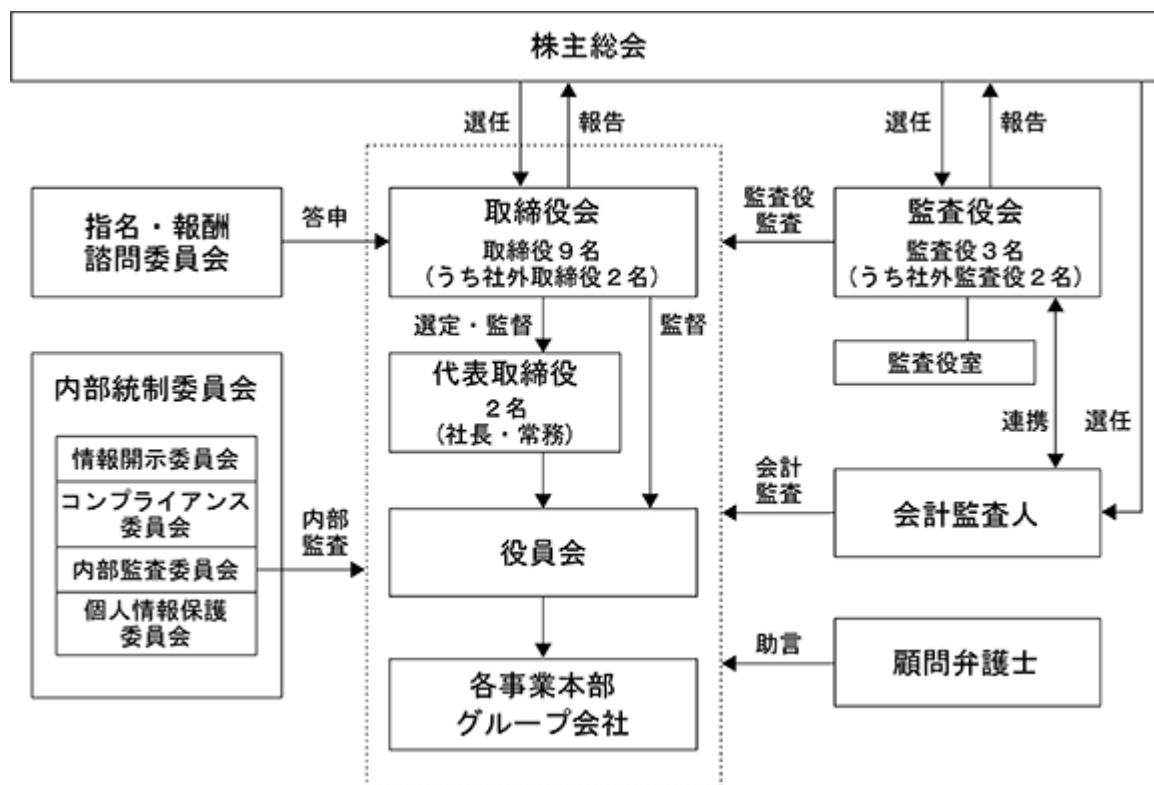 株主総会
選任
報告
選任
報告
指名・報酬
諮問委員会
答申
取締役会
取締役9名
(うち社外取締役2名)
監査役
監査
監査役会
監査役3名
(うち社外監査役2名)
選定・監督
監督
監査役室
代表取締役
2名
(社長・常務)
連携
選任
内部統制委員会
情報開示委員会
コンプライアンス
委員会
内部監査委員会
個人情報保護
委員会
内部
監査
会計
監査
役員会
会計監査人
助言
顧問弁護士
各事業本部
グループ会社